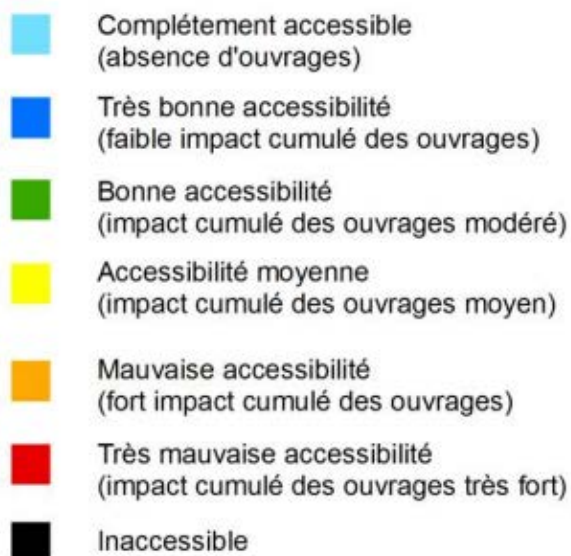 Complétement accessible
(absence d'ouvrages)
Très bonne accessibilité
(faible impact cumulé des ouvrages)
Bonne accessibilité
(impact cumulé des ouvrages modéré)
Accessibilité moyenne
(impact cumulé des ouvrages moyen)
Mauvaise accessibilité
(fort impact cumulé des ouvrages)
Très mauvaise accessibilité
(impact cumulé des ouvrages très fort)
Inaccessible